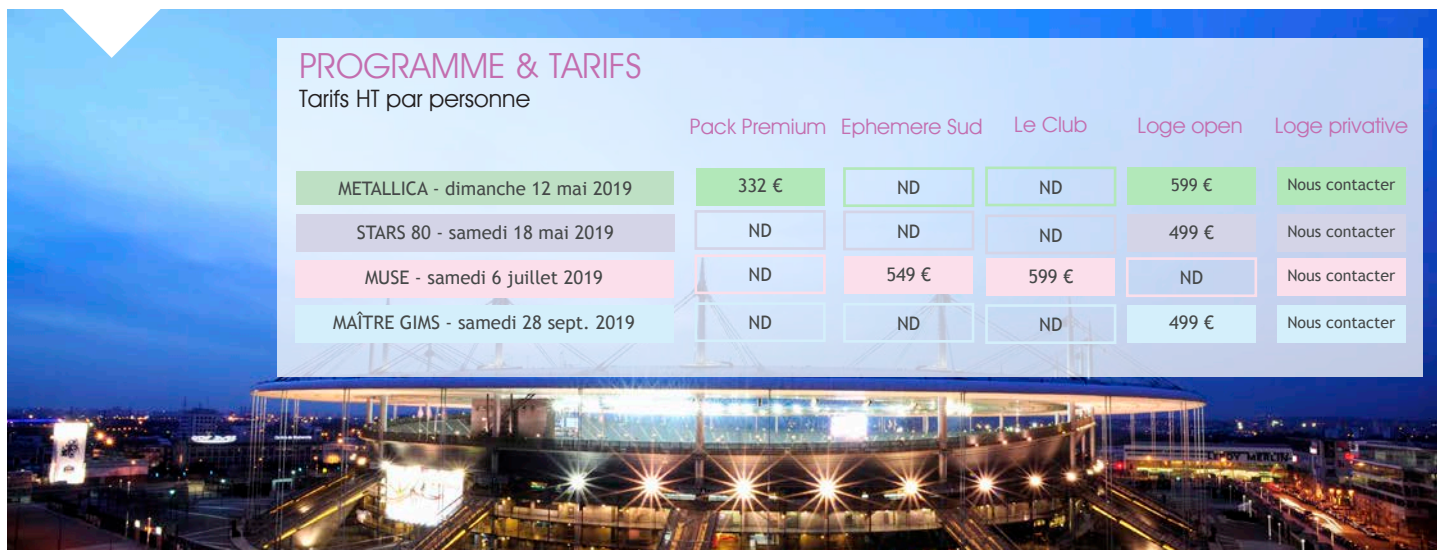 PROGRAMME & TARIFS
Tarifs HT par personne
Pack Premium Ephemere Sud Le Club Loge open Loge privative
METALLICA - dimanche 12 mai 2019 332 € ND ND 599 € Nous contacter
STARS 80 - samedi 18 mai 2019 ND ND ND 499 € Nous contacter
MUSE - samedi 6 juillet 2019 ND 549 € 599 € ND Nous contacter
MAÎTRE GIMS - samedi 28 sept. 2019 ND ND ND 499 € Nous contacter
LEROY MERLIN